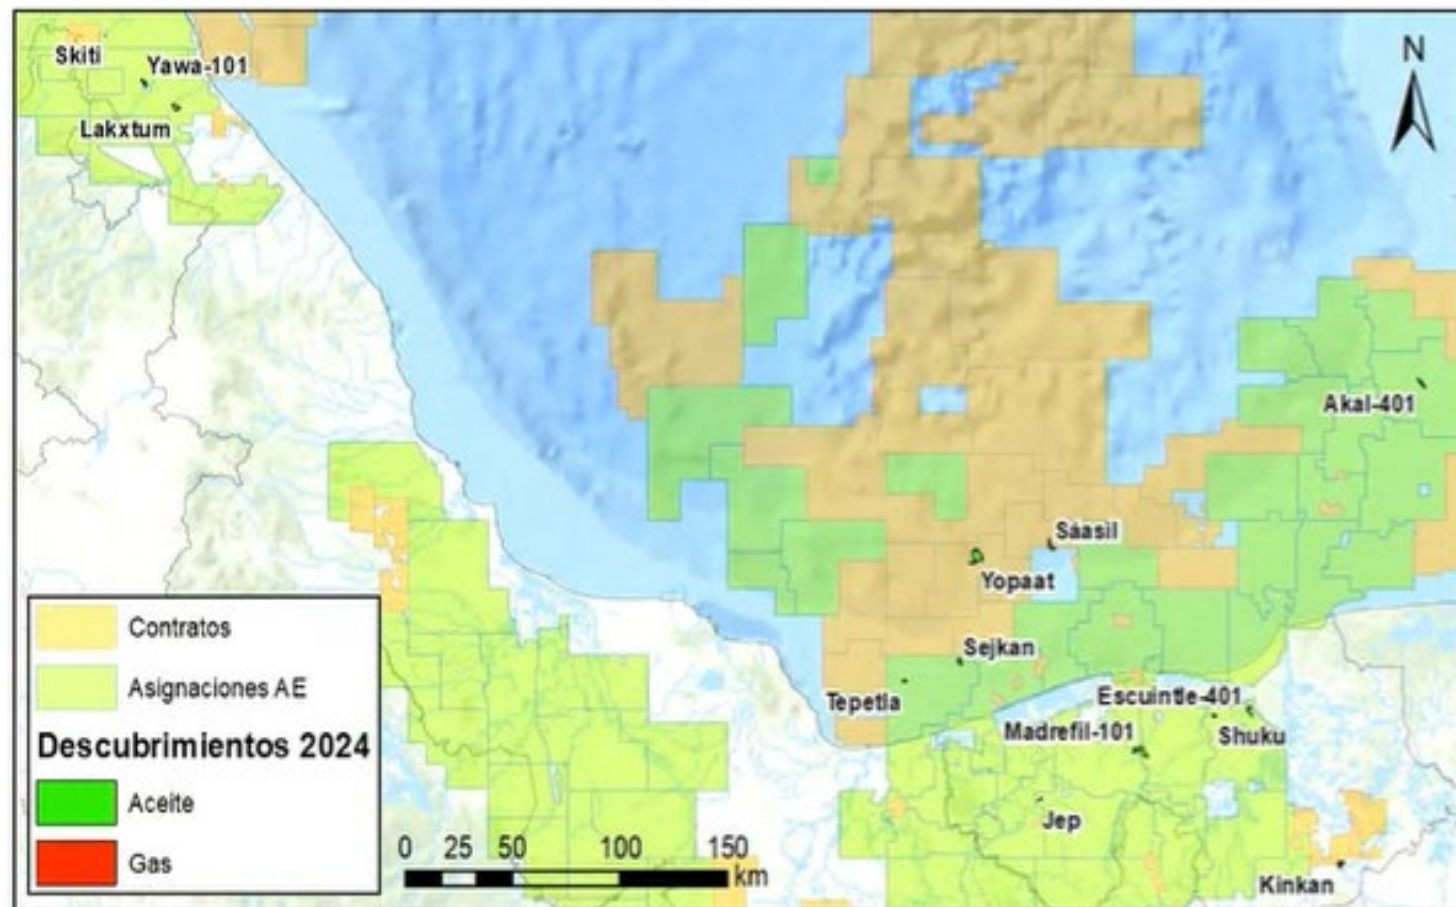 N
Skiti
Yawa-101
Lakxtum
Akal-401
Sáasil
Yopaat
Sejkan
Tepetla
Escuintle-401
Madrefil-101
Shuku
Jep
Kinkan
Contratos
Asignaciones AE
Descubrimientos 2024
Aceite
Gas
0 25 50 100 150
km